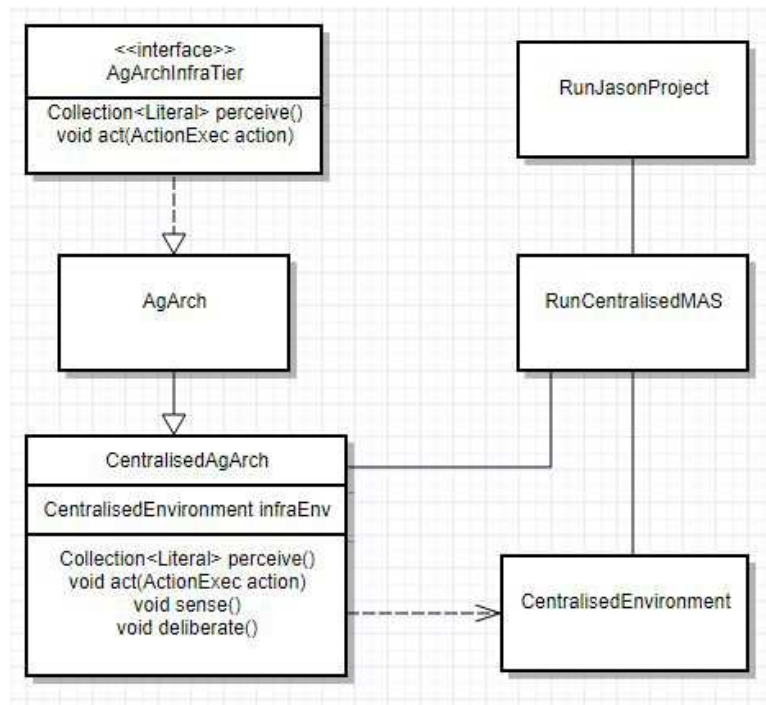 <<interface>>
AgArchInfraTier
Collection<Literal> perceive()
void act(ActionExec action)
RunJasonProject
AgArch
RunCentralisedMAS
CentralisedAgArch
CentralisedEnvironment infraEnv
Collection<Literal> perceive()
void act(ActionExec action)
void sense()
void deliberate()
CentralisedEnvironment